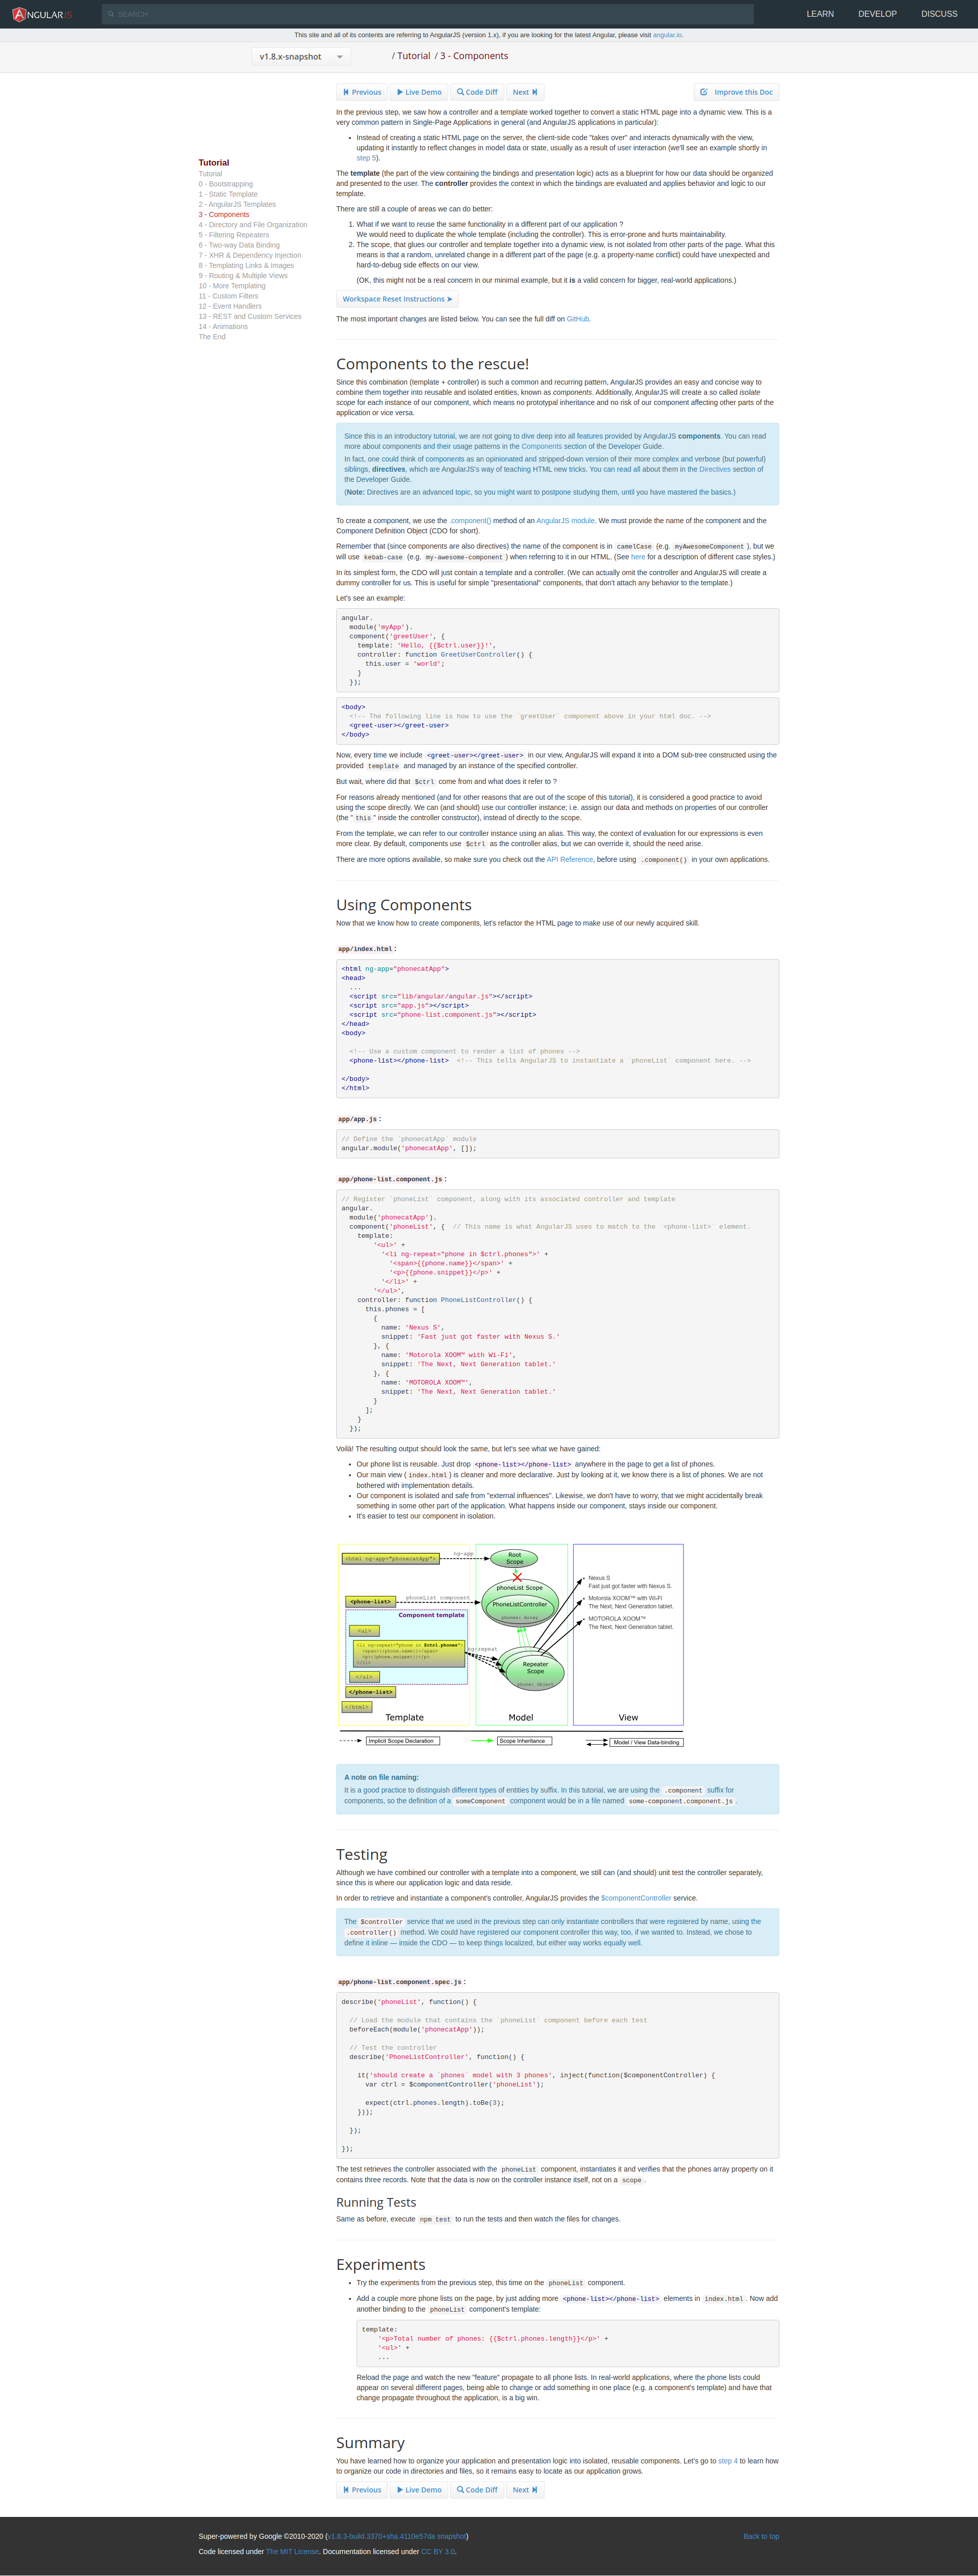 ANGULARJS
SEARCH
LEARN DEVELOP DISCUSS
This site and all of its contents are referring to AngularJS (version 1.x), if you are looking for the latest Angular, please visit angular.io.
v1.8.x-snapshot
/ Tutorial / 3 - Components
Previous Live Demo Code Diff Next Improve this Doc
Tutorial
Tutorial
0 - Bootstrapping
1 - Static Template
2 - AngularJS Templates
3 - Components
4 - Directory and File Organization
5 - Filtering Repeaters
6 - Two-way Data Binding
7 - XHR & Dependency Injection
8 - Templating Links & Images
9 - Routing & Multiple Views
10 - More Templating
11 - Custom Filters
12 - Event Handlers
13 - REST and Custom Services
14 - Animations
The End
In the previous step, we saw how a controller and a template worked together to convert a static HTML page into a dynamic view. This is a
very common pattern in Single-Page Applications in general (and AngularJS applications in particular):
• Instead of creating a static HTML page on the server, the client-side code "takes over" and interacts dynamically with the view,
updating it instantly to reflect changes in model data or state, usually as a result of user interaction (we'll see an example shortly in
step 5).
The template (the part of the view containing the bindings and presentation logic) acts as a blueprint for how our data should be organized
and presented to the user. The controller provides the context in which the bindings are evaluated and applies behavior and logic to our
template.
There are still a couple of areas we can do better:
1. What if we want to reuse the same functionality in a different part of our application ?
We would need to duplicate the whole template (including the controller). This is error-prone and hurts maintainability.
2. The scope, that glues our controller and template together into a dynamic view, is not isolated from other parts of the page. What this
means is that a random, unrelated change in a different part of the page (e.g. a property-name conflict) could have unexpected and
hard-to-debug side effects on our view.
(OK, this might not be a real concern in our minimal example, but it is a valid concern for bigger, real-world applications.)
Workspace Reset Instructions ➤
The most important changes are listed below. You can see the full diff on GitHub.
Components to the rescue!
Since this combination (template + controller) is such a common and recurring pattern, AngularJS provides an easy and concise way to
combine them together into reusable and isolated entities, known as components. Additionally, AngularJS will create a so called isolate
scope for each instance of our component, which means no prototypal inheritance and no risk of our component affecting other parts of the
application or vice versa.
Since this is an introductory tutorial, we are not going to dive deep into all features provided by AngularJS components. You can read
more about components and their usage patterns in the Components section of the Developer Guide.
In fact, one could think of components as an opinionated and stripped-down version of their more complex and verbose (but powerful)
siblings, directives, which are AngularJS's way of teaching HTML new tricks. You can read all about them in the Directives section of
the Developer Guide.
(Note: Directives are an advanced topic, so you might want to postpone studying them, until you have mastered the basics.)
To create a component, we use the .component() method of an AngularJS module. We must provide the name of the component and the
Component Definition Object (CDO for short).
Remember that (since components are also directives) the name of the component is in camelCase (e.g. myAwesomeComponent ), but we
will use kebab-case (e.g. my-awesome-component ) when referring to it in our HTML. (See here for a description of different case styles.)
In its simplest form, the CDO will just contain a template and a controller. (We can actually omit the controller and AngularJS will create a
dummy controller for us. This is useful for simple "presentational" components, that don't attach any behavior to the template.)
Let's see an example:
angular.
module('myApp').
component('greetUser', {
template: 'Hello, {{$ctrl.user}}!',
controller: function GreetUserController() {
this.user = 'world';
}
});
<body>
<!-- The following line is how to use the `greetUser` component above in your html doc. -->
<greet-user></greet-user>
</body>
Now, every time we include <greet-user></greet-user> in our view, AngularJS will expand it into a DOM sub-tree constructed using the
provided template and managed by an instance of the specified controller.
But wait, where did that $ctrl come from and what does it refer to ?
For reasons already mentioned (and for other reasons that are out of the scope of this tutorial), it is considered a good practice to avoid
using the scope directly. We can (and should) use our controller instance; i.e. assign our data and methods on properties of our controller
(the " this " inside the controller constructor), instead of directly to the scope.
From the template, we can refer to our controller instance using an alias. This way, the context of evaluation for our expressions is even
more clear. By default, components use $ctrl as the controller alias, but we can override it, should the need arise.
There are more options available, so make sure you check out the API Reference, before using .component() in your own applications.
Using Components
Now that we know how to create components, let's refactor the HTML page to make use of our newly acquired skill.
app/index.html :
<html ng-app="phonecatApp">
<head>
...
<script src="lib/angular/angular.js"></script>
<script src="app.js"></script>
<script src="phone-list.component.js"></script>
</head>
<body>
<!-- Use a custom component to render a list of phones -->
<phone-list></phone-list> <!-- This tells AngularJS to instantiate a `phoneList` component here. -->
</body>
</html>
app/app.js :
// Define the `phonecatApp` module
angular.module('phonecatApp', []);
app/phone-list.component.js :
// Register `phoneList` component, along with its associated controller and template
angular.
module('phonecatApp').
component('phoneList', { // This name is what AngularJS uses to match to the `<phone-list>` element.
template:
'<ul>' +
'<li ng-repeat="phone in $ctrl.phones">' +
'<span>{{phone.name}}</span>' +
'<p>{{phone.snippet}}</p>' +
'</li>' +
'</ul>',
controller: function PhoneListController() {
this.phones = [
{
name: 'Nexus S',
snippet: 'Fast just got faster with Nexus S.'
}, {
name: 'Motorola XOOM™ with Wi-Fi',
snippet: 'The Next, Next Generation tablet.'
}, {
name: 'MOTOROLA XOOM™',
snippet: 'The Next, Next Generation tablet.'
}
];
}
});
Voilà! The resulting output should look the same, but let's see what we have gained:
• Our phone list is reusable. Just drop <phone-list></phone-list> anywhere in the page to get a list of phones.
• Our main view ( index.html ) is cleaner and more declarative. Just by looking at it, we know there is a list of phones. We are not
bothered with implementation details.
• Our component is isolated and safe from "external influences". Likewise, we don't have to worry, that we might accidentally break
something in some other part of the application. What happens inside our component, stays inside our component.
• It's easier to test our component in isolation.
<html ng-app="phonecatApp">
ng-app
Root
Scope
phoneList Scope
<phone-list>
phoneList component
PhoneListController
phones: Array
Component template
<ul>
<li ng-repeat="phone in $ctrl.phones">
<span>{{phone.name}}</span>
<p>{{phone.snippet}}</p>
</li>
ng-repeat
Repeater
Scope
phone: Object
</ul>
</phone-list>
</html>
• Nexus S
Fast just got faster with Nexus S.
• Motorola XOOM™ with Wi-Fi
The Next, Next Generation tablet.
• MOTOROLA XOOM™
The Next, Next Generation tablet.
Template Model View
Implicit Scope Declaration Scope Inheritance Model / View Data-binding
A note on file naming:
It is a good practice to distinguish different types of entities by suffix. In this tutorial, we are using the .component suffix for
components, so the definition of a someComponent component would be in a file named some-component.component.js .
Testing
Although we have combined our controller with a template into a component, we still can (and should) unit test the controller separately,
since this is where our application logic and data reside.
In order to retrieve and instantiate a component's controller, AngularJS provides the $componentController service.
The $controller service that we used in the previous step can only instantiate controllers that were registered by name, using the
.controller() method. We could have registered our component controller this way, too, if we wanted to. Instead, we chose to
define it inline — inside the CDO — to keep things localized, but either way works equally well.
app/phone-list.component.spec.js :
describe('phoneList', function() {
// Load the module that contains the `phoneList` component before each test
beforeEach(module('phonecatApp'));
// Test the controller
describe('PhoneListController', function() {
it('should create a `phones` model with 3 phones', inject(function($componentController) {
var ctrl = $componentController('phoneList');
expect(ctrl.phones.length).toBe(3);
}));
});
});
The test retrieves the controller associated with the phoneList component, instantiates it and verifies that the phones array property on it
contains three records. Note that the data is now on the controller instance itself, not on a scope .
Running Tests
Same as before, execute npm test to run the tests and then watch the files for changes.
Experiments
• Try the experiments from the previous step, this time on the phoneList component.
• Add a couple more phone lists on the page, by just adding more <phone-list></phone-list> elements in index.html . Now add
another binding to the phoneList component's template:
template:
'<p>Total number of phones: {{$ctrl.phones.length}}</p>' +
'<ul>' +
...
Reload the page and watch the new "feature" propagate to all phone lists. In real-world applications, where the phone lists could
appear on several different pages, being able to change or add something in one place (e.g. a component's template) and have that
change propagate throughout the application, is a big win.
Summary
You have learned how to organize your application and presentation logic into isolated, reusable components. Let's go to step 4 to learn how
to organize our code in directories and files, so it remains easy to locate as our application grows.
Previous Live Demo Code Diff Next
Super-powered by Google ©2010-2020 (v1.8.3-build.3370+sha.4110e57da snapshot) Back to top
Code licensed under The MIT License. Documentation licensed under CC BY 3.0.